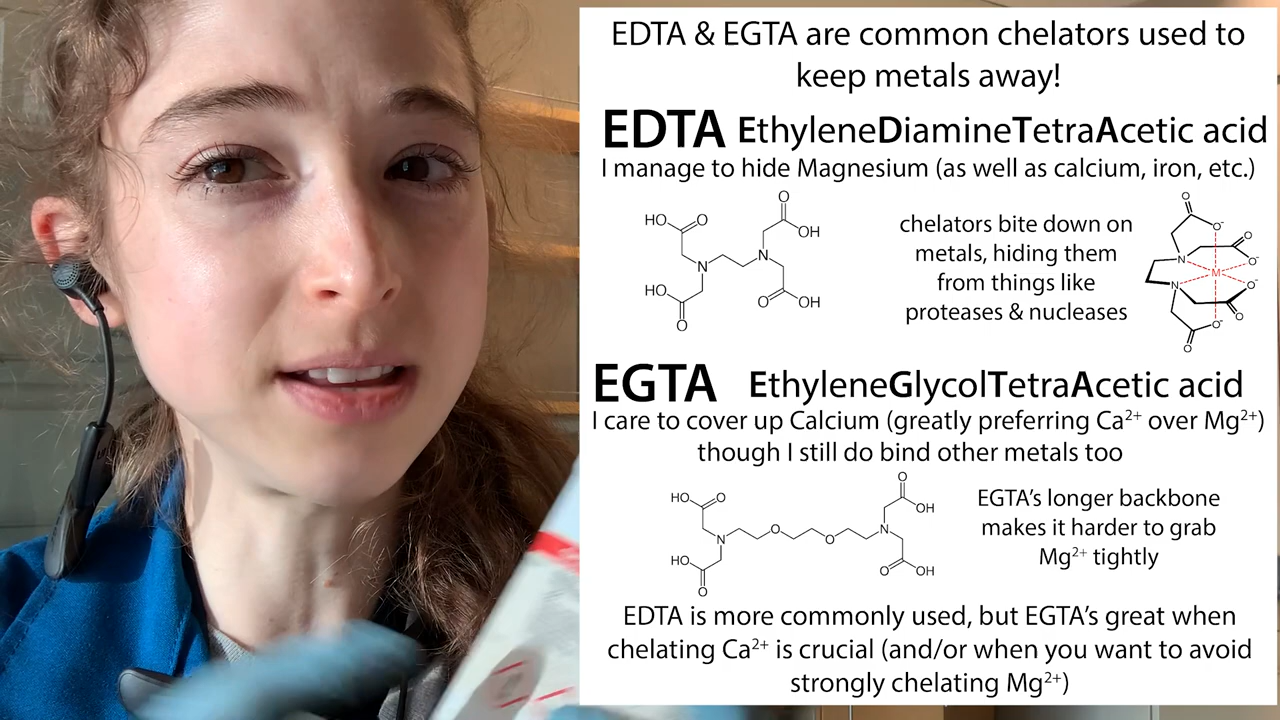 EDTA & EGTA are common chelators used to
keep metals away!
EDTA EthyleneDiamineTetraAcetic acid
I manage to hide Magnesium (as well as calcium, iron, etc.)
HO
O
O
OH
N
N
HO
O
O
OH
chelators bite down on
metals, hiding them
from things like
proteases & nucleases
O
O⁻
O
N
O⁻
M
N
O⁻
O
O⁻
O
EGTA EthyleneGlycolTetraAcetic acid
I care to cover up Calcium (greatly preferring Ca²⁺ over Mg²⁺)
though I still do bind other metals too
HO
O
O
OH
N
O
O
N
HO
O
O
OH
EGTA's longer backbone
makes it harder to grab
Mg²⁺ tightly
EDTA is more commonly used, but EGTA's great when
chelating Ca²⁺ is crucial (and/or when you want to avoid
strongly chelating Mg²⁺)